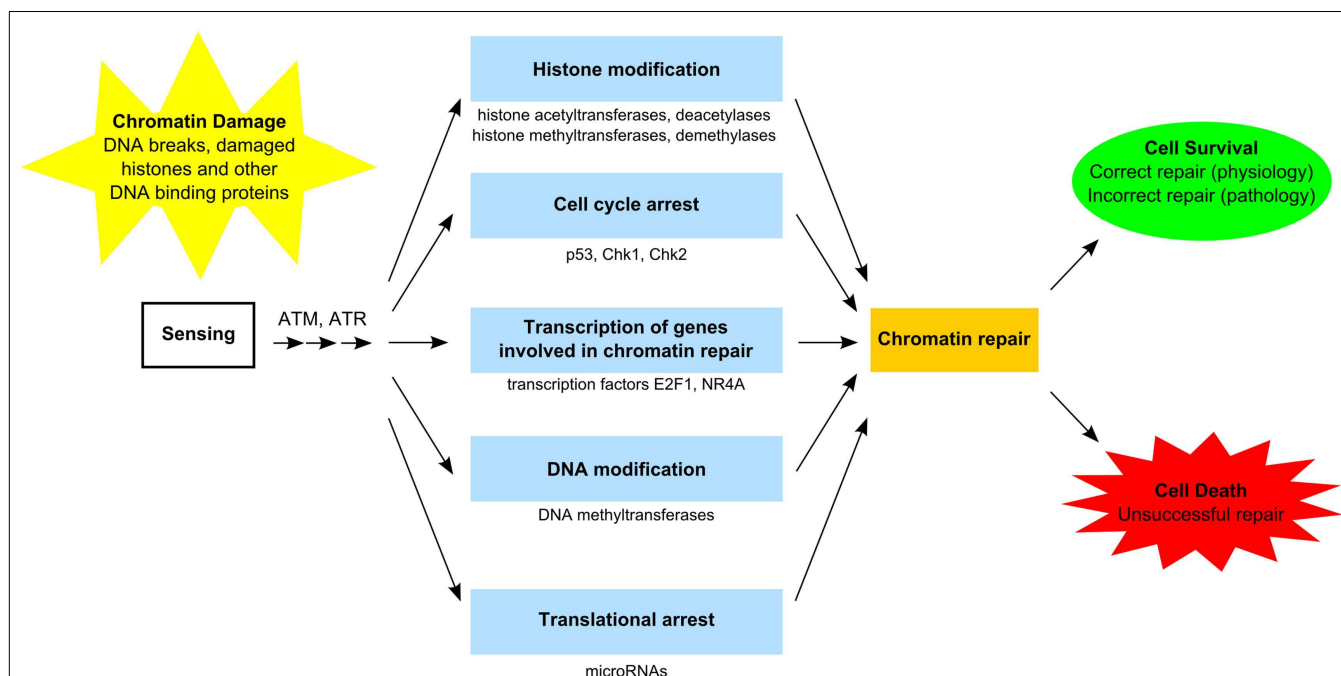 Chromatin Damage
DNA breaks, damaged
histones and other
DNA binding proteins
Sensing
ATM, ATR
Histone modification
histone acetyltransferases, deacetylases
histone methyltransferases, demethylases
Cell cycle arrest
p53, Chk1, Chk2
Transcription of genes
involved in chromatin repair
transcription factors E2F1, NR4A
DNA modification
DNA methyltransferases
Translational arrest
microRNAs
Chromatin repair
Cell Survival
Correct repair (physiology)
Incorrect repair (pathology)
Cell Death
Unsuccessful repair